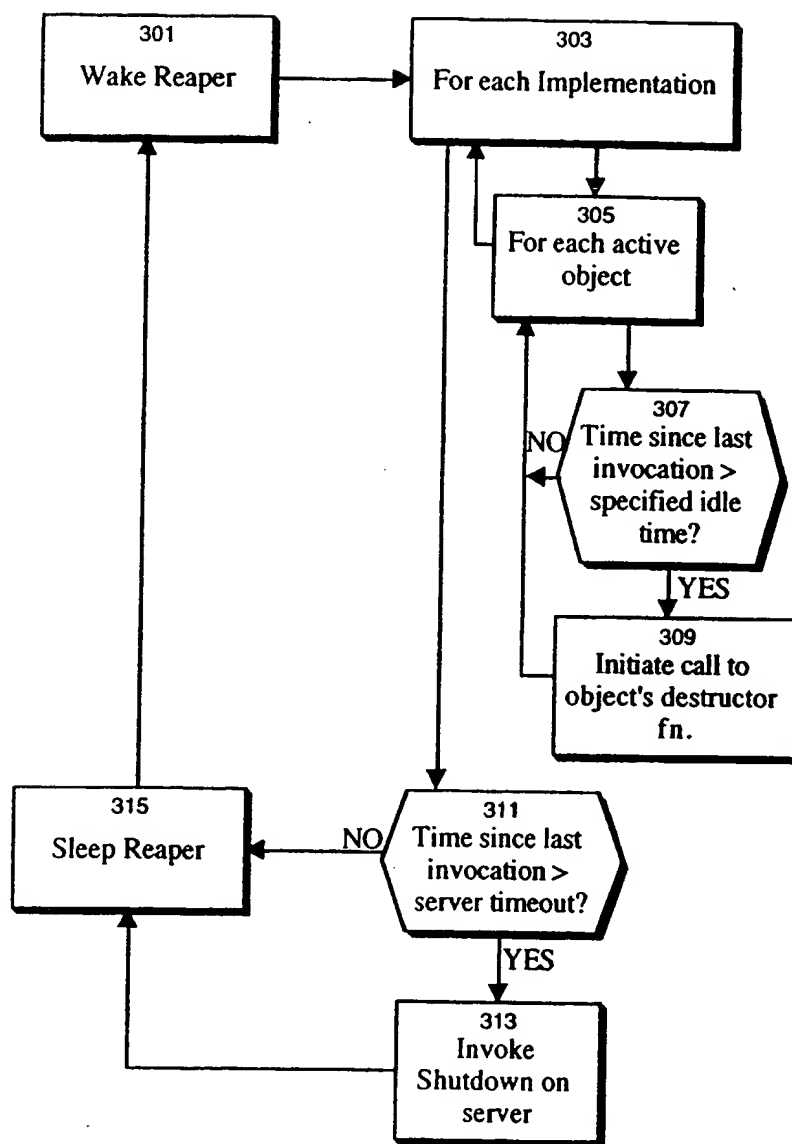 301
Wake Reaper
303
For each Implementation
305
For each active
object
307
NO
Time since last
invocation >
specified idle
time?
YES
309
Initiate call to
object's destructor
fn.
315
Sleep Reaper
NO
311
Time since last
invocation >
server timeout?
YES
313
Invoke
Shutdown on
server